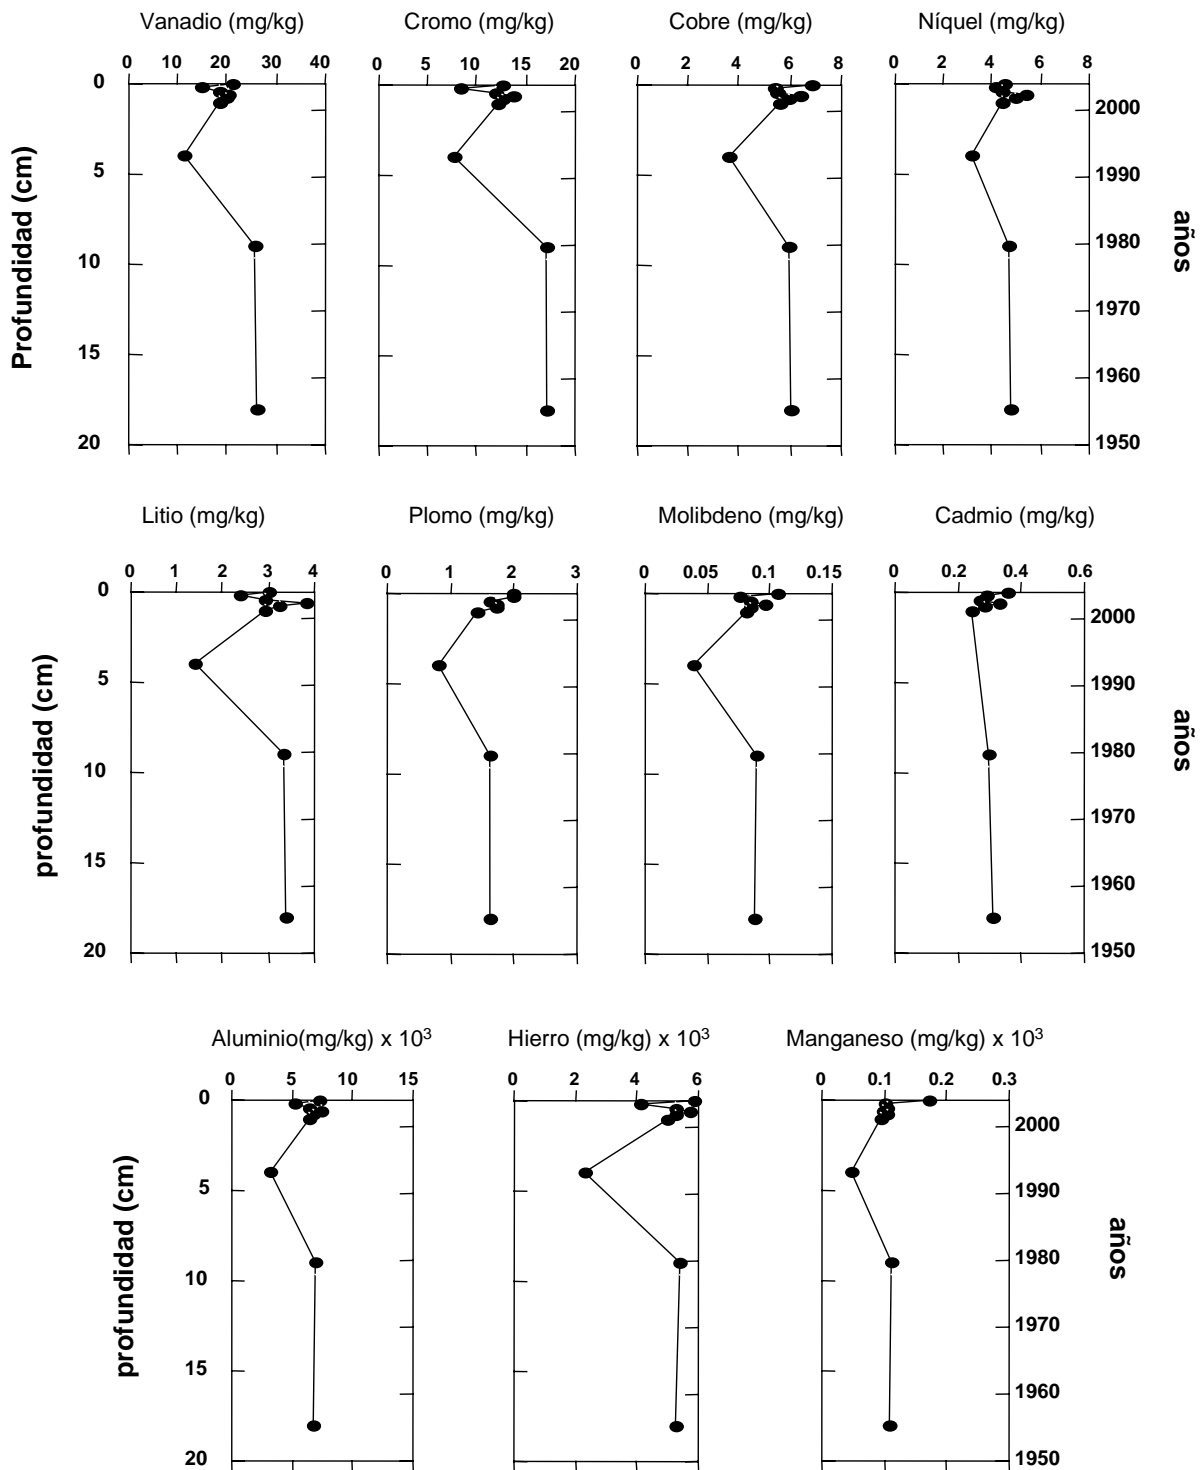 Vanadio (mg/kg) Cromo (mg/kg) Cobre (mg/kg) Níquel (mg/kg)
0 10 20 30 40 0 5 10 15 20 0 2 4 6 8 0 2 4 6 8
0
5
10
15
20
Profundidad (cm)
2000
1990
1980
1970
1960
1950
años
Litio (mg/kg) Plomo (mg/kg) Molibdeno (mg/kg) Cadmio (mg/kg)
0 1 2 3 4 0 1 2 3 0 0.05 0.1 0.15 0 0.2 0.4 0.6
0
5
10
15
20
profundidad (cm)
2000
1990
1980
1970
1960
1950
años
Aluminio(mg/kg) x 10³ Hierro (mg/kg) x 10³ Manganeso (mg/kg) x 10³
0 5 10 15 0 2 4 6 0 0.1 0.2 0.3
0
5
10
15
20
profundidad (cm)
2000
1990
1980
1970
1960
1950
años